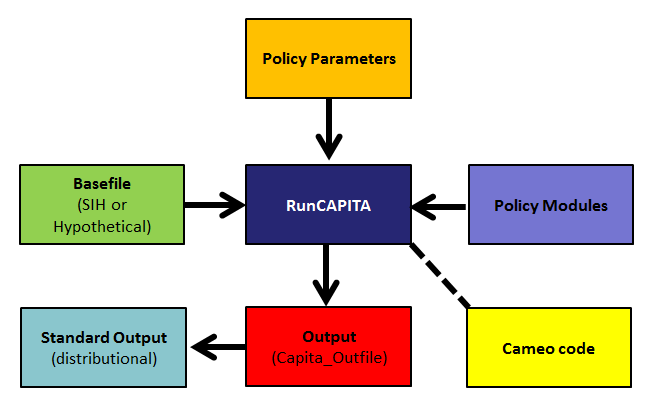 Policy Parameters
Basefile
(SIH or
Hypothetical)
RunCAPITA
Policy Modules
Standard Output
(distributional)
Output
(Capita_Outfile)
Cameo code